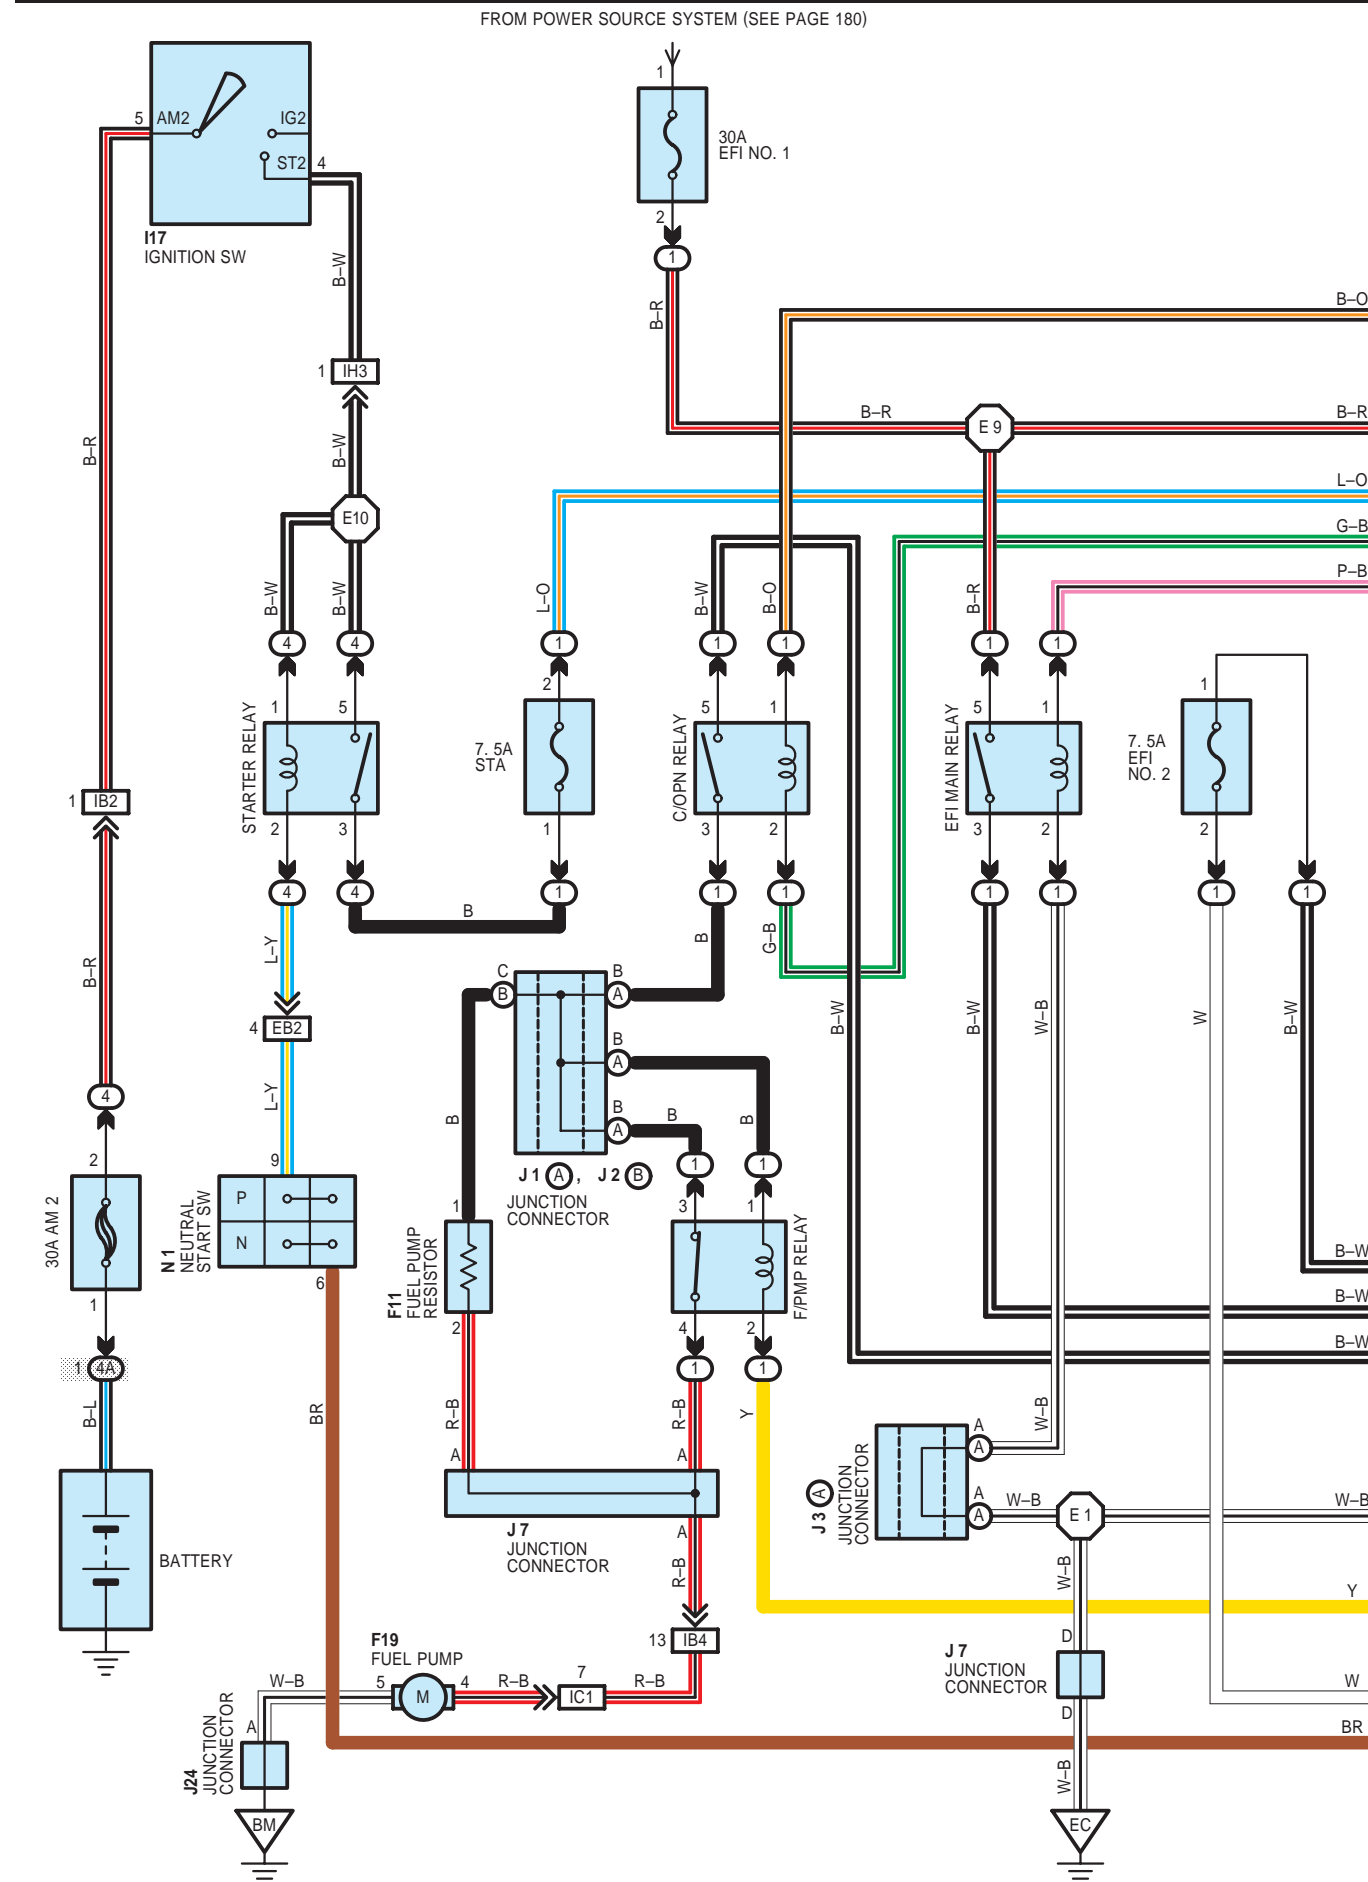 FROM POWER SOURCE SYSTEM (SEE PAGE 180)
1
5
AM2
IG2
ST2
4
30A
EFI NO. 1
2
1
I17
IGNITION SW
B–W
B–R
B–O
1
IH3
B–R
E 9
B–R
B–R
B–W
L–O
E10
G–B
P–B
B–W
B–W
L–O
B–W
B–O
B–R
4
4
1
1
1
1
1
1
5
2
5
1
5
1
1
STARTER RELAY
7. 5A
STA
C/OPN RELAY
EFI MAIN RELAY
7. 5A
EFI
NO. 2
1
IB2
2
3
1
3
2
3
2
2
4
4
1
1
1
1
1
1
1
B
L–Y
B
G–B
B–R
C
B
B
A
B–W
B–W
W–B
W
B–W
4
EB2
B
A
4
L–Y
B
B
B
A
B
B
2
9
J 1
A
,
J 2
B
1
1
JUNCTION
CONNECTOR
30A AM 2
N 1
NEUTRAL
START SW
P
N
1
3
1
F11
FUEL PUMP
RESISTOR
F/PMP RELAY
B–W
1
6
2
4
2
B–W
1
4A
1
1
B–W
B–L
BR
R–B
R–B
Y
W–B
A
A
A
A
J 3
A
JUNCTION
CONNECTOR
A
A
W–B
E 1
W–B
J 7
JUNCTION
CONNECTOR
A
BATTERY
R–B
W–B
Y
13
IB4
D
F19
FUEL PUMP
J 7
JUNCTION
CONNECTOR
W–B
5
M
4
R–B
7
IC1
R–B
W
D
BR
A
J24
JUNCTION
CONNECTOR
W–B
BM
EC